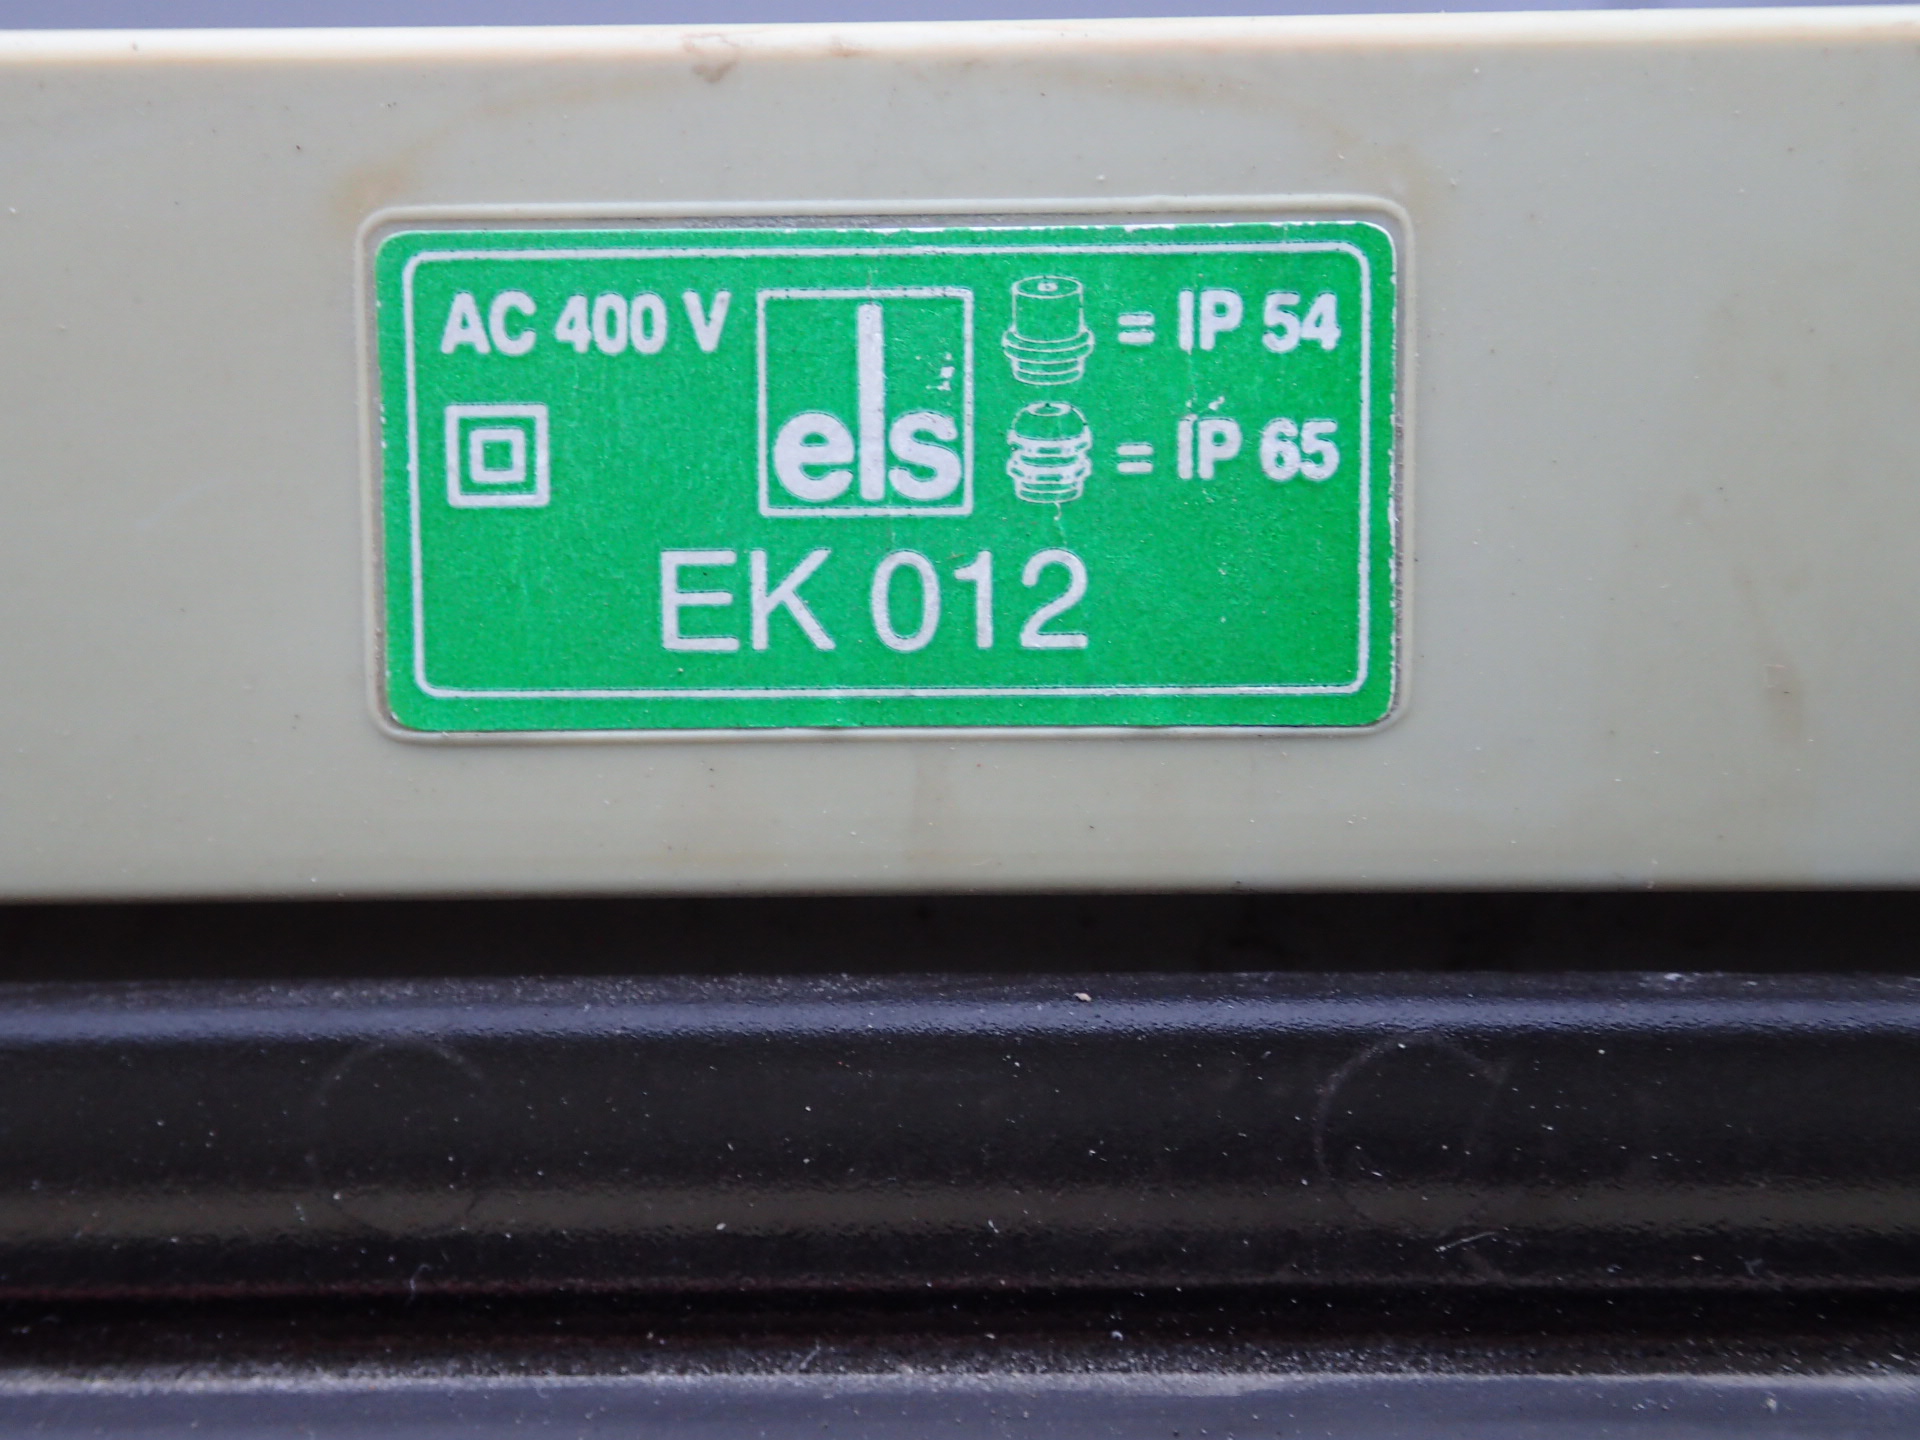 AC 400 V
els
= IP 54
= IP 65
EK 012